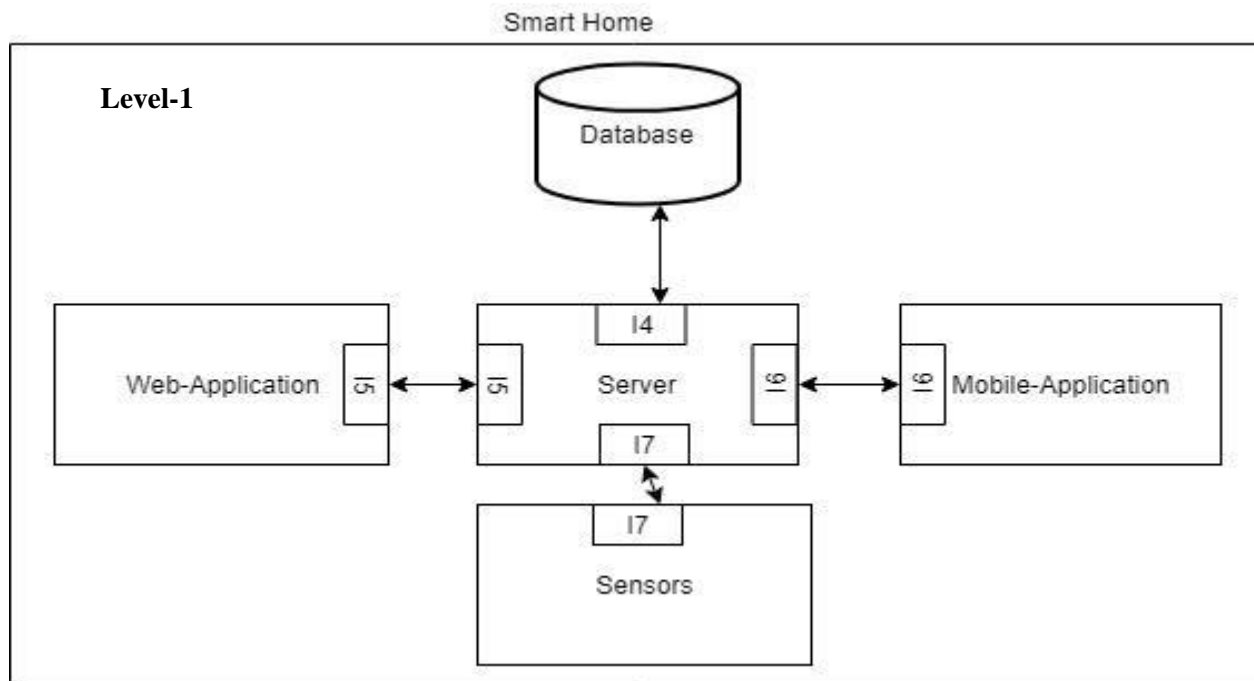 Smart Home
Level-1
Database
I4
Web-Application
I5
I5
Server
I6
I6
Mobile-Application
I7
I7
Sensors